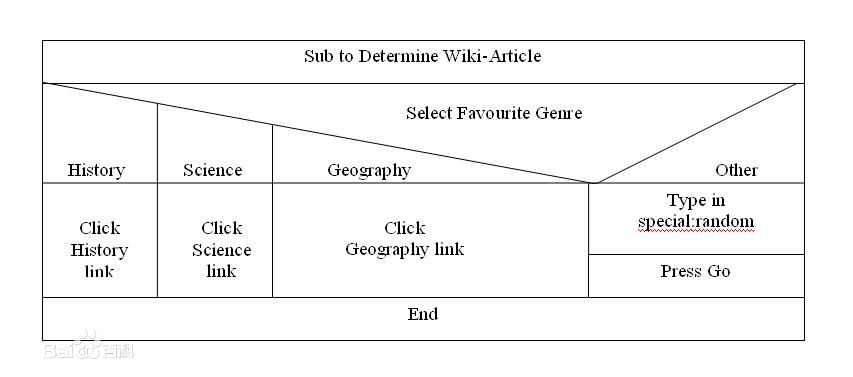 Sub to Determine Wiki-Article
Select Favourite Genre
History
Science
Geography
Other
Click
History
link
Click
Science
link
Click
Geography link
Type in
special:random
Press Go
End
Bai百科